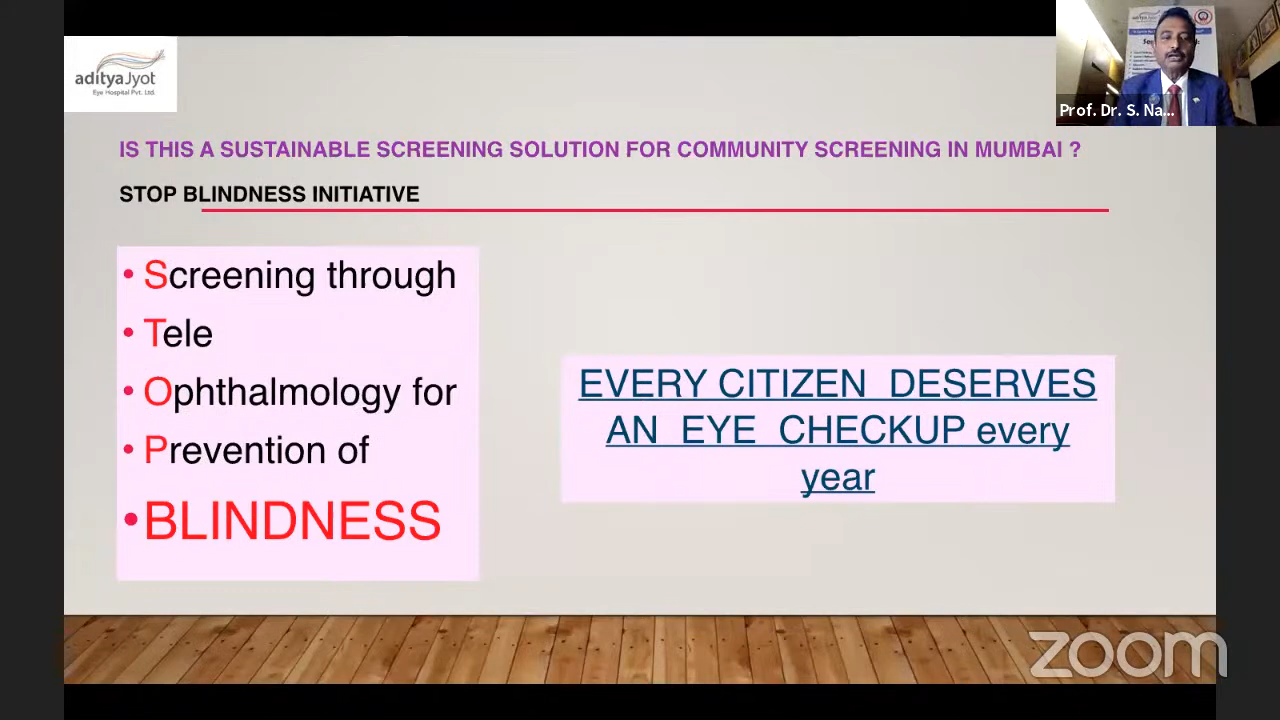 adityaJyot
Eye Hospital Pvt. Ltd.
Prof. Dr. S. Na...
IS THIS A SUSTAINABLE SCREENING SOLUTION FOR COMMUNITY SCREENING IN MUMBAI ?
STOP BLINDNESS INITIATIVE
• Screening through
• Tele
• Ophthalmology for
• Prevention of
• BLINDNESS
EVERY CITIZEN DESERVES
AN EYE CHECKUP every
year
zoom